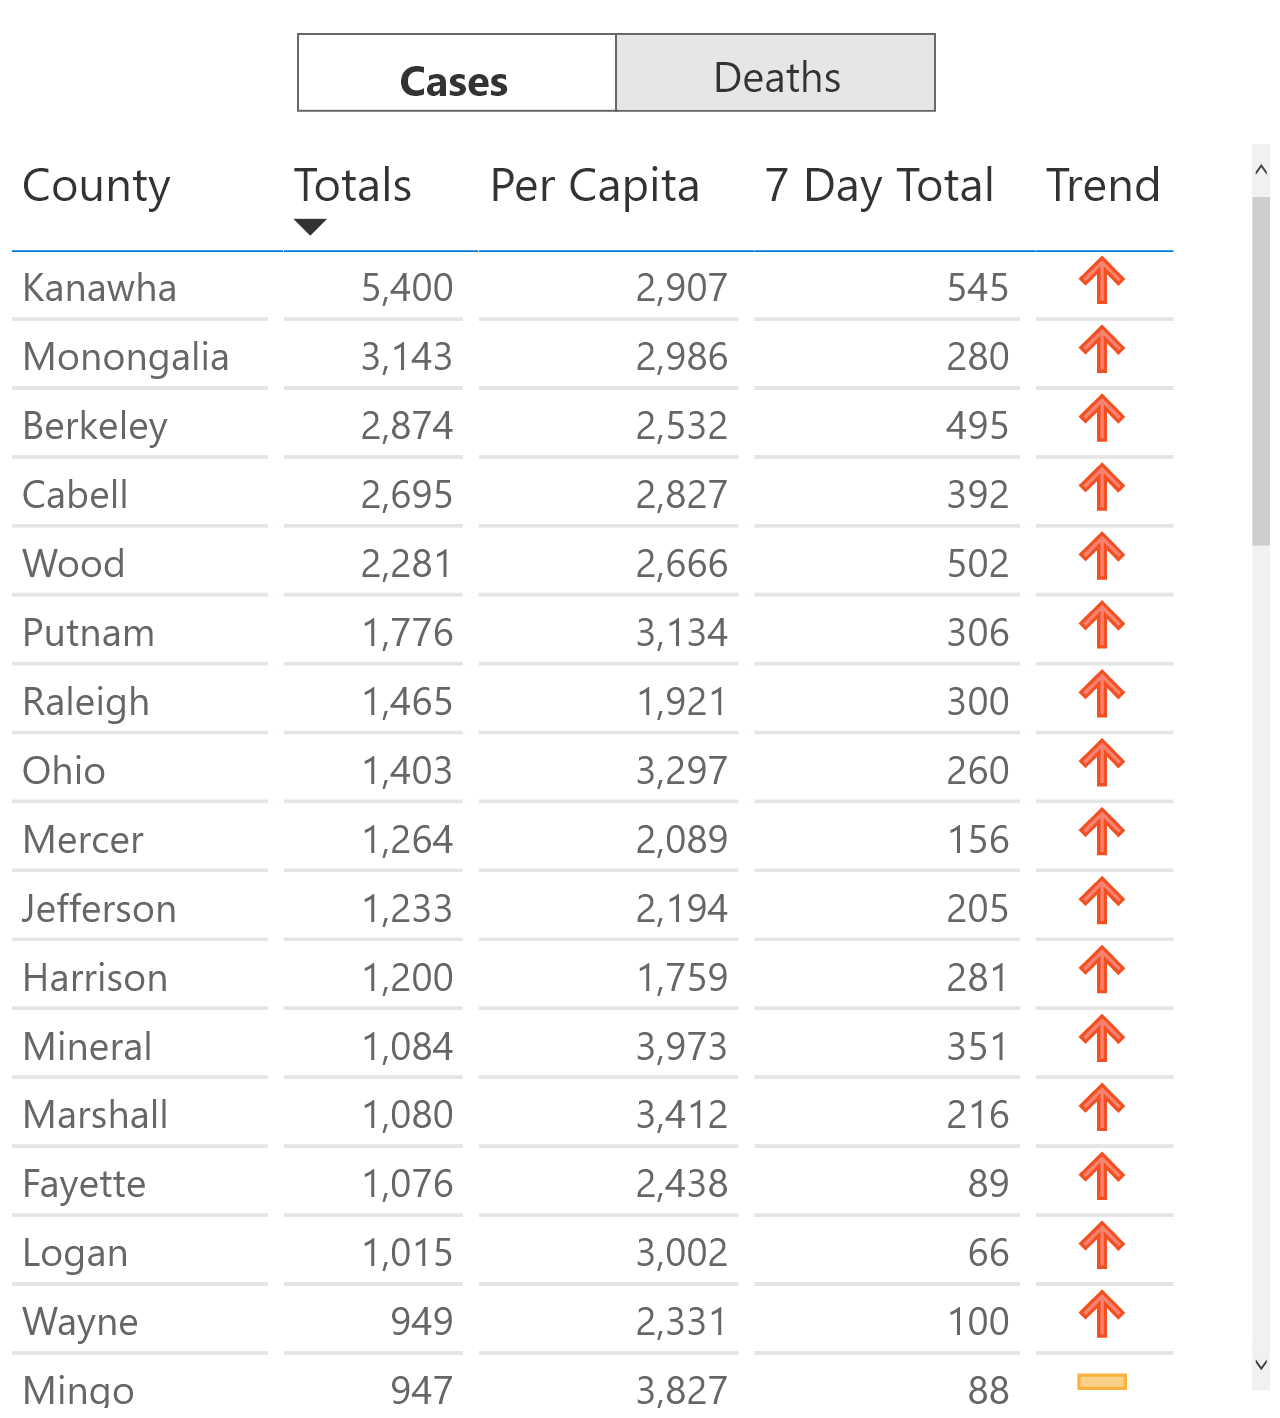 Cases Deaths
County Totals Per Capita 7 Day Total Trend
Kanawha 5,400 2,907 545
Monongalia 3,143 2,986 280
Berkeley 2,874 2,532 495
Cabell 2,695 2,827 392
Wood 2,281 2,666 502
Putnam 1,776 3,134 306
Raleigh 1,465 1,921 300
Ohio 1,403 3,297 260
Mercer 1,264 2,089 156
Jefferson 1,233 2,194 205
Harrison 1,200 1,759 281
Mineral 1,084 3,973 351
Marshall 1,080 3,412 216
Fayette 1,076 2,438 89
Logan 1,015 3,002 66
Wayne 949 2,331 100
Mingo 947 3,827 88